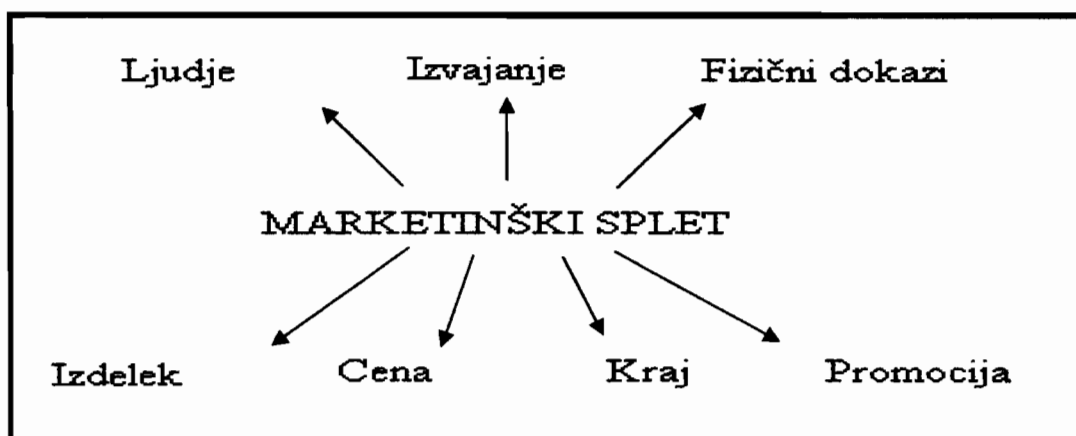 Ljudje Izvajanje Fizični dokazi
MARKETINŠKI SPLET
Izdelek Cena Kraj Promocija